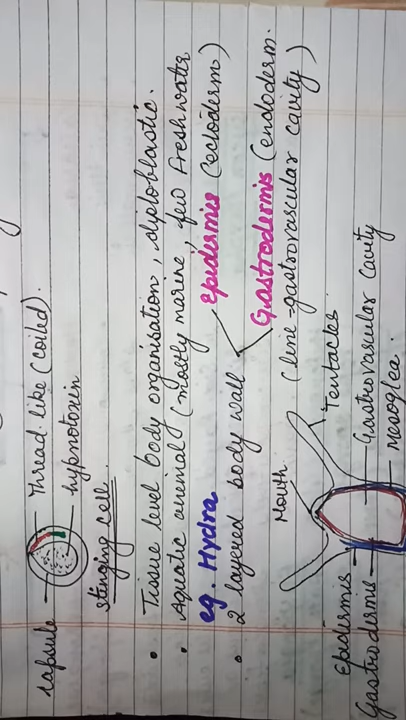 Thread like (coiled).
capsule
hypnotoxin
Stinging cell.
• Tissue level body organisation, diploblastic.
• Aquatic animal (mostly marine, few freshwater
eg. Hydra
epidermis (ectoderm)
• 2 layered body wall
Gastrodermis (endoderm.
(line-gastrovascular cavity)
Mouth
Tentacles
Epidermis
Gastrovascular cavity
Gastrodermis
mesoglea.